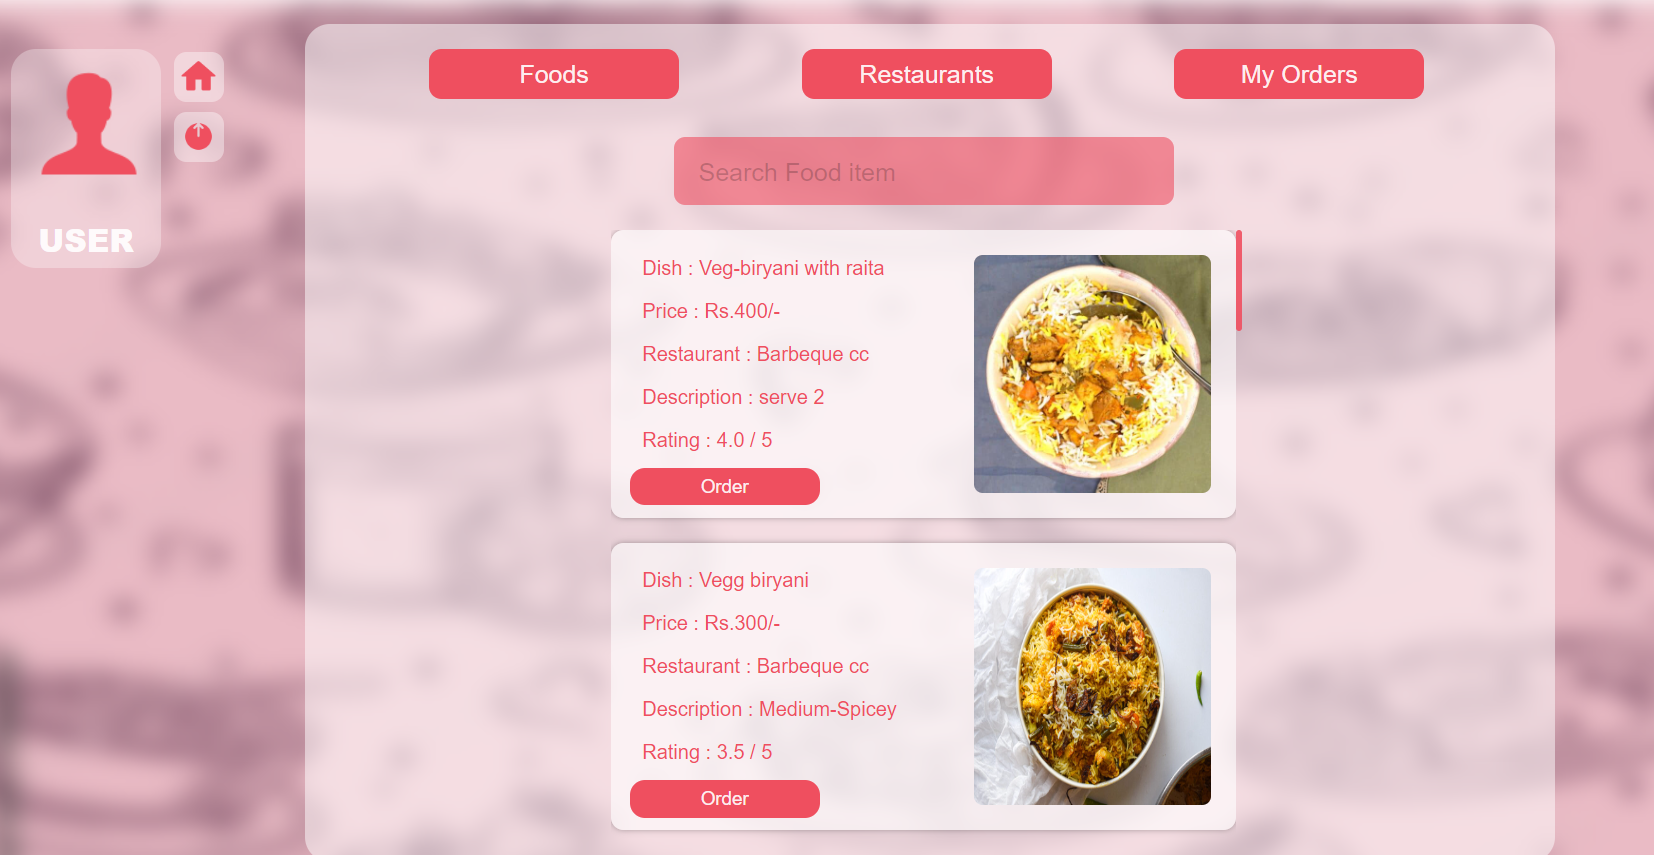 Foods
Restaurants
My Orders
USER
Search Food item
Dish : Veg-biryani with raita
Price : Rs.400/-
Restaurant : Barbeque cc
Description : serve 2
Rating : 4.0 / 5
Order
Dish : Vegg biryani
Price : Rs.300/-
Restaurant : Barbeque cc
Description : Medium-Spicey
Rating : 3.5 / 5
Order